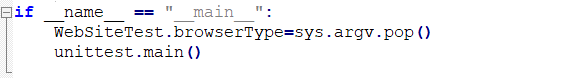 if __name__ == "__main__":
    WebSiteTest.browserType=sys.argv.pop()
    unittest.main()